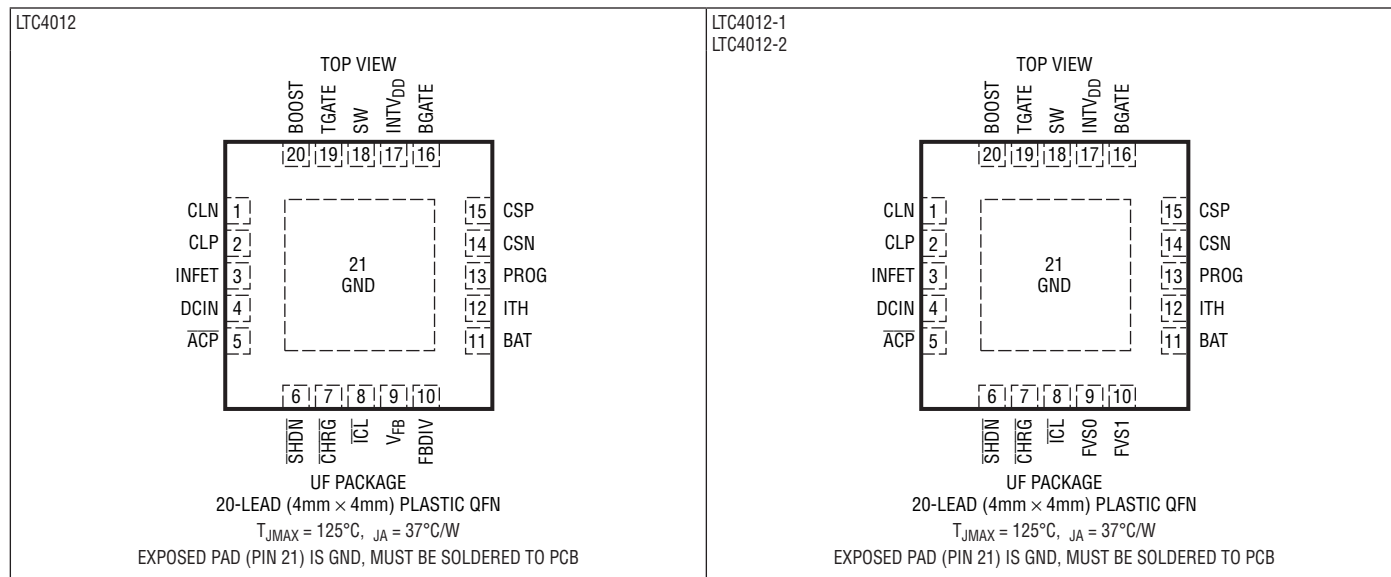 LTC4012
TOP VIEW
BOOST
TGATE
SW
INTVDD
BGATE
20 19 18 17 16
CLN 1
CLP 2
INFET 3
DCIN 4
ACP 5
21
GND
15 CSP
14 CSN
13 PROG
12 ITH
11 BAT
6 7 8 9 10
SHDN
CHRG
ICL
VFB
FBDIV
UF PACKAGE
20-LEAD (4mm × 4mm) PLASTIC QFN
TJMAX = 125°C, JA = 37°C/W
EXPOSED PAD (PIN 21) IS GND, MUST BE SOLDERED TO PCB
LTC4012-1
LTC4012-2
TOP VIEW
BOOST
TGATE
SW
INTVDD
BGATE
20 19 18 17 16
CLN 1
CLP 2
INFET 3
DCIN 4
ACP 5
21
GND
15 CSP
14 CSN
13 PROG
12 ITH
11 BAT
6 7 8 9 10
SHDN
CHRG
ICL
FVS0
FVS1
UF PACKAGE
20-LEAD (4mm × 4mm) PLASTIC QFN
TJMAX = 125°C, JA = 37°C/W
EXPOSED PAD (PIN 21) IS GND, MUST BE SOLDERED TO PCB